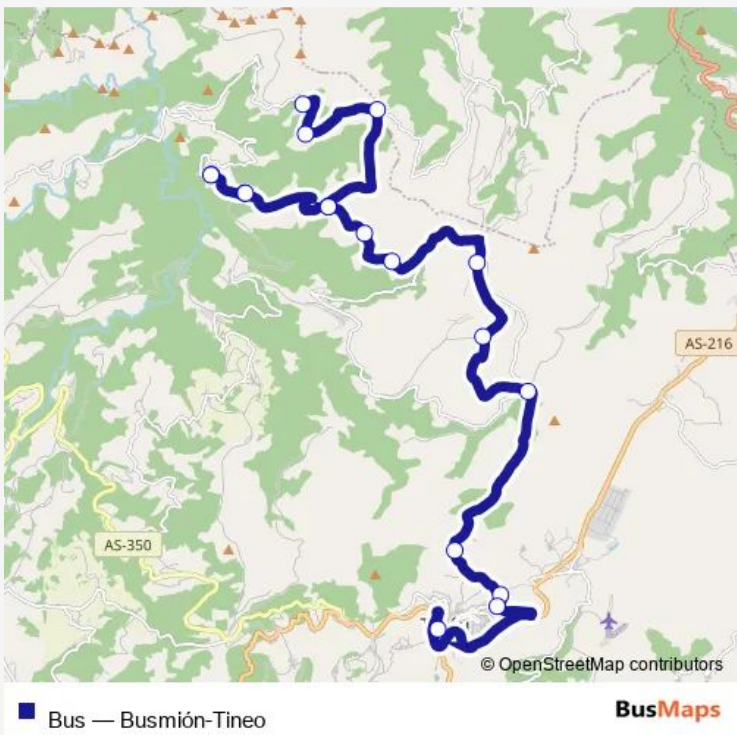 AS-216
AS-350
© OpenStreetMap contributors
Bus — Busmión-Tineo
BusMaps